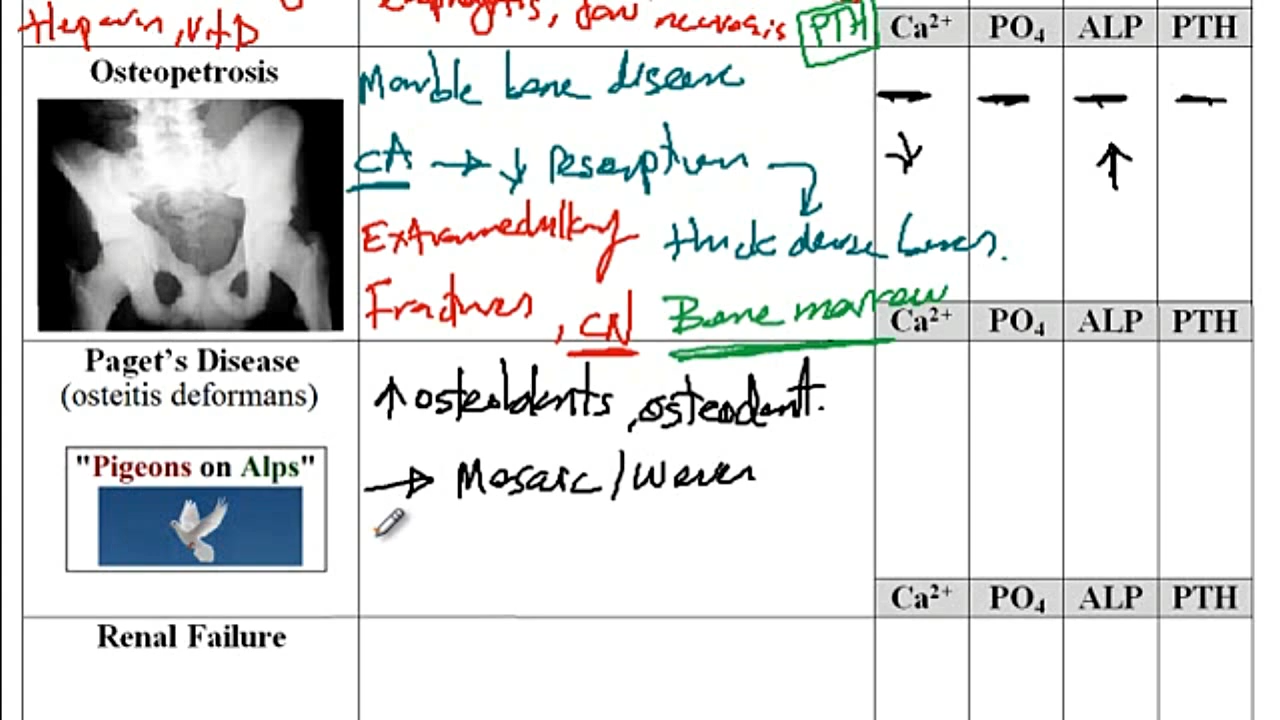 Heparin, Vit D
necrosis PTH
Ca²⁺ PO₄ ALP PTH
Osteopetrosis
Marble bone disease
CA → ↓ resorption
Extramedullary thick dense bones.
Fractures, CN Bone marrow
Ca²⁺ PO₄ ALP PTH
Paget's Disease
(osteitis deformans)
↑ osteoblasts, osteoclast.
"Pigeons on Alps"
→ Mosaic/Woven
Ca²⁺ PO₄ ALP PTH
Renal Failure